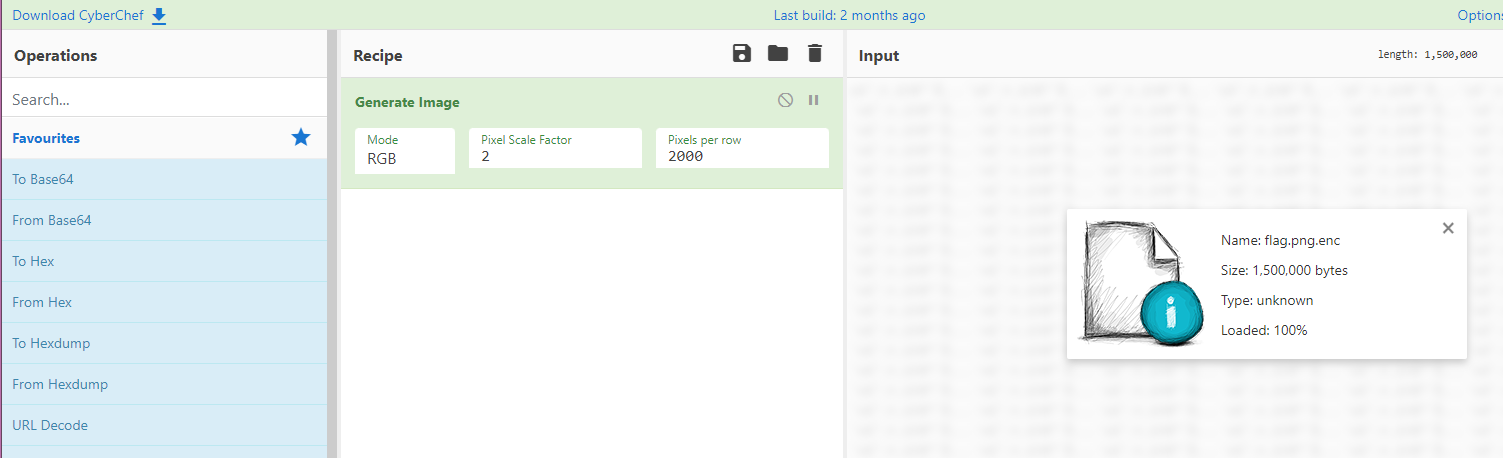 Download CyberChef
Last build: 2 months ago
Options
Operations
Search...
Favourites
To Base64
From Base64
To Hex
From Hex
To Hexdump
From Hexdump
URL Decode
Recipe
Generate Image
Mode
RGB
Pixel Scale Factor
2
Pixels per row
2000
Input
length: 1,500,000
Name: flag.png.enc
Size: 1,500,000 bytes
Type: unknown
Loaded: 100%